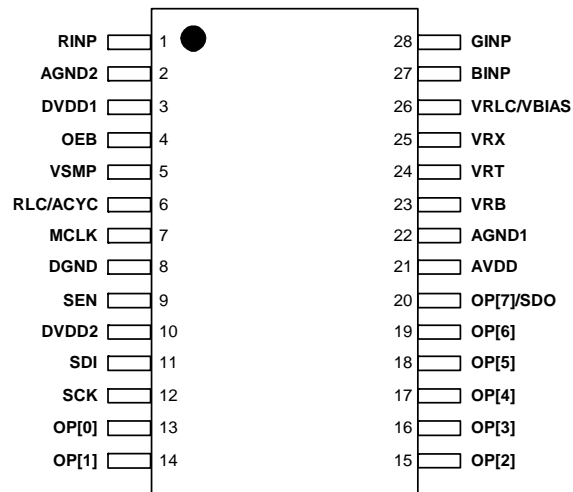 RINP 1 28 GINP
AGND2 2 27 BINP
DVDD1 3 26 VRLC/VBIAS
OEB 4 25 VRX
VSMP 5 24 VRT
RLC/ACYC 6 23 VRB
MCLK 7 22 AGND1
DGND 8 21 AVDD
SEN 9 20 OP[7]/SDO
DVDD2 10 19 OP[6]
SDI 11 18 OP[5]
SCK 12 17 OP[4]
OP[0] 13 16 OP[3]
OP[1] 14 15 OP[2]